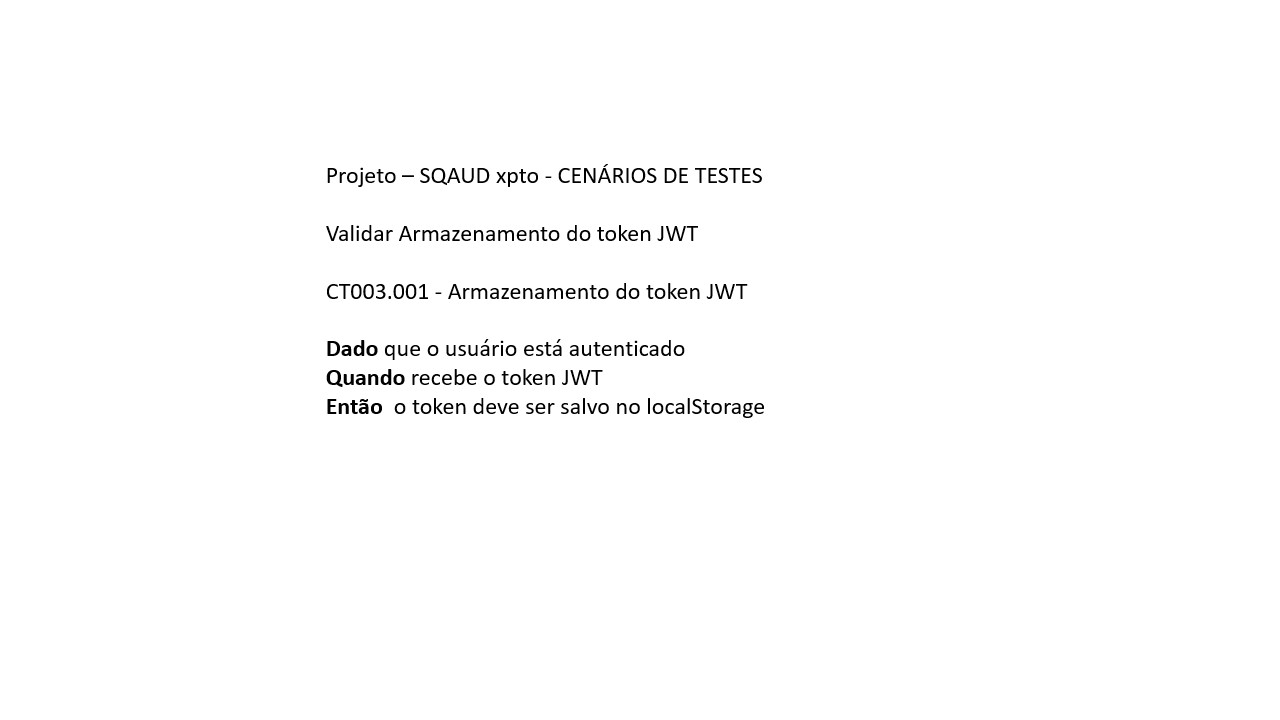 Projeto – SQAUD xpto - CENÁRIOS DE TESTES
Validar Armazenamento do token JWT
CT003.001 - Armazenamento do token JWT
Dado que o usuário está autenticado
Quando recebe o token JWT
Então  o token deve ser salvo no localStorage